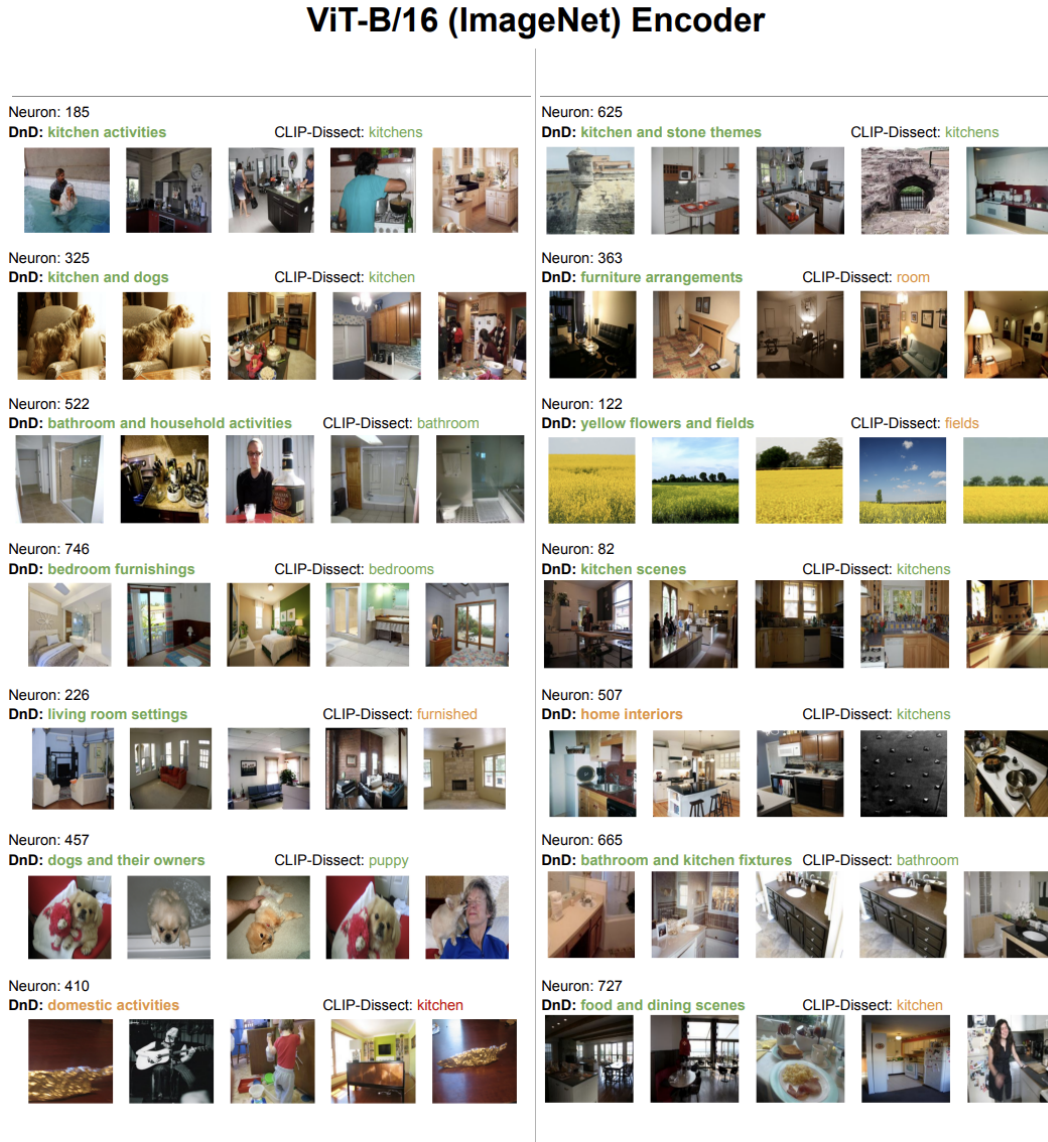 ViT-B/16 (ImageNet) Encoder
Neuron: 185
DnD: kitchen activities CLIP-Dissect: kitchens
Neuron: 325
DnD: kitchen and dogs CLIP-Dissect: kitchen
Neuron: 522
DnD: bathroom and household activities CLIP-Dissect: bathroom
Neuron: 746
DnD: bedroom furnishings CLIP-Dissect: bedrooms
Neuron: 226
DnD: living room settings CLIP-Dissect: furnished
Neuron: 457
DnD: dogs and their owners CLIP-Dissect: puppy
Neuron: 410
DnD: domestic activities CLIP-Dissect: kitchen
Neuron: 625
DnD: kitchen and stone themes CLIP-Dissect: kitchens
Neuron: 363
DnD: furniture arrangements CLIP-Dissect: room
Neuron: 122
DnD: yellow flowers and fields CLIP-Dissect: fields
Neuron: 82
DnD: kitchen scenes CLIP-Dissect: kitchens
Neuron: 507
DnD: home interiors CLIP-Dissect: kitchens
Neuron: 665
DnD: bathroom and kitchen fixtures CLIP-Dissect: bathroom
Neuron: 727
DnD: food and dining scenes CLIP-Dissect: kitchen